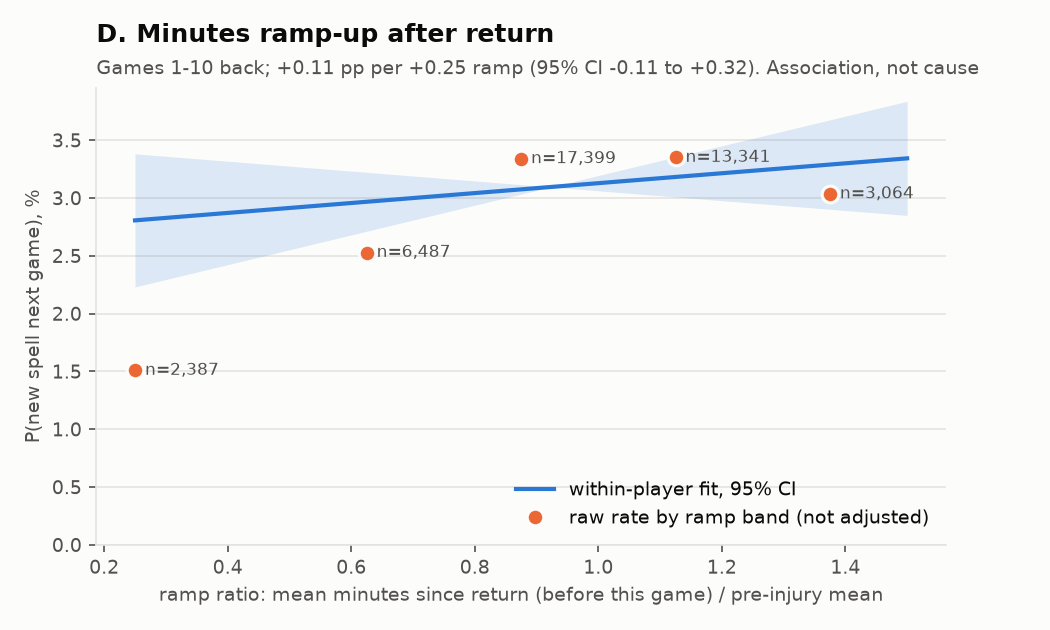 D. Minutes ramp-up after return
Games 1-10 back; +0.11 pp per +0.25 ramp (95% CI -0.11 to +0.32). Association, not cause
P(new spell next game), %
3.5
3.0
2.5
2.0
1.5
1.0
0.5
0.0
n=17,399
n=13,341
n=3,064
n=6,487
n=2,387
within-player fit, 95% CI
raw rate by ramp band (not adjusted)
0.2
0.4
0.6
0.8
1.0
1.2
1.4
ramp ratio: mean minutes since return (before this game) / pre-injury mean